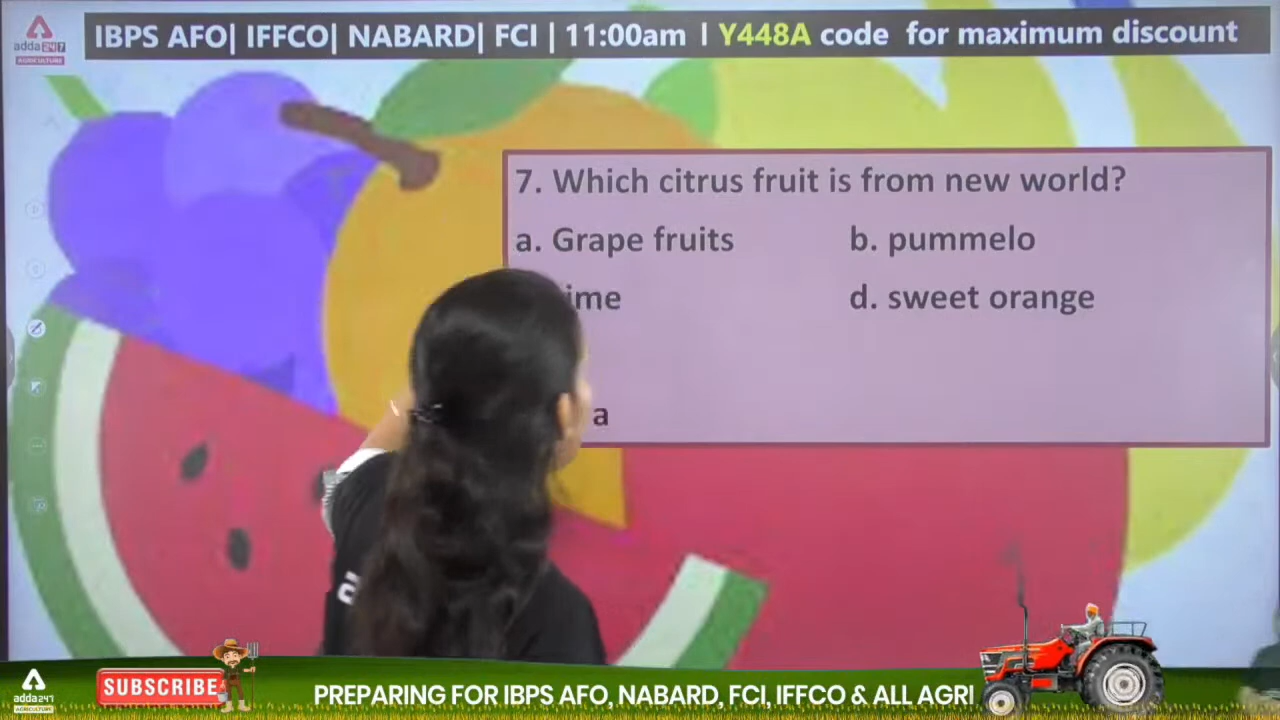 adda247
AGRICULTURE
IBPS AFO| IFFCO| NABARD| FCI | 11:00am I Y448A code for maximum discount
7. Which citrus fruit is from new world?
a. Grape fruits b. pummelo
ime d. sweet orange
a
adda247
AGRICULTURE
SUBSCRIBE
PREPARING FOR IBPS AFO, NABARD, FCI, IFFCO & ALL AGRI